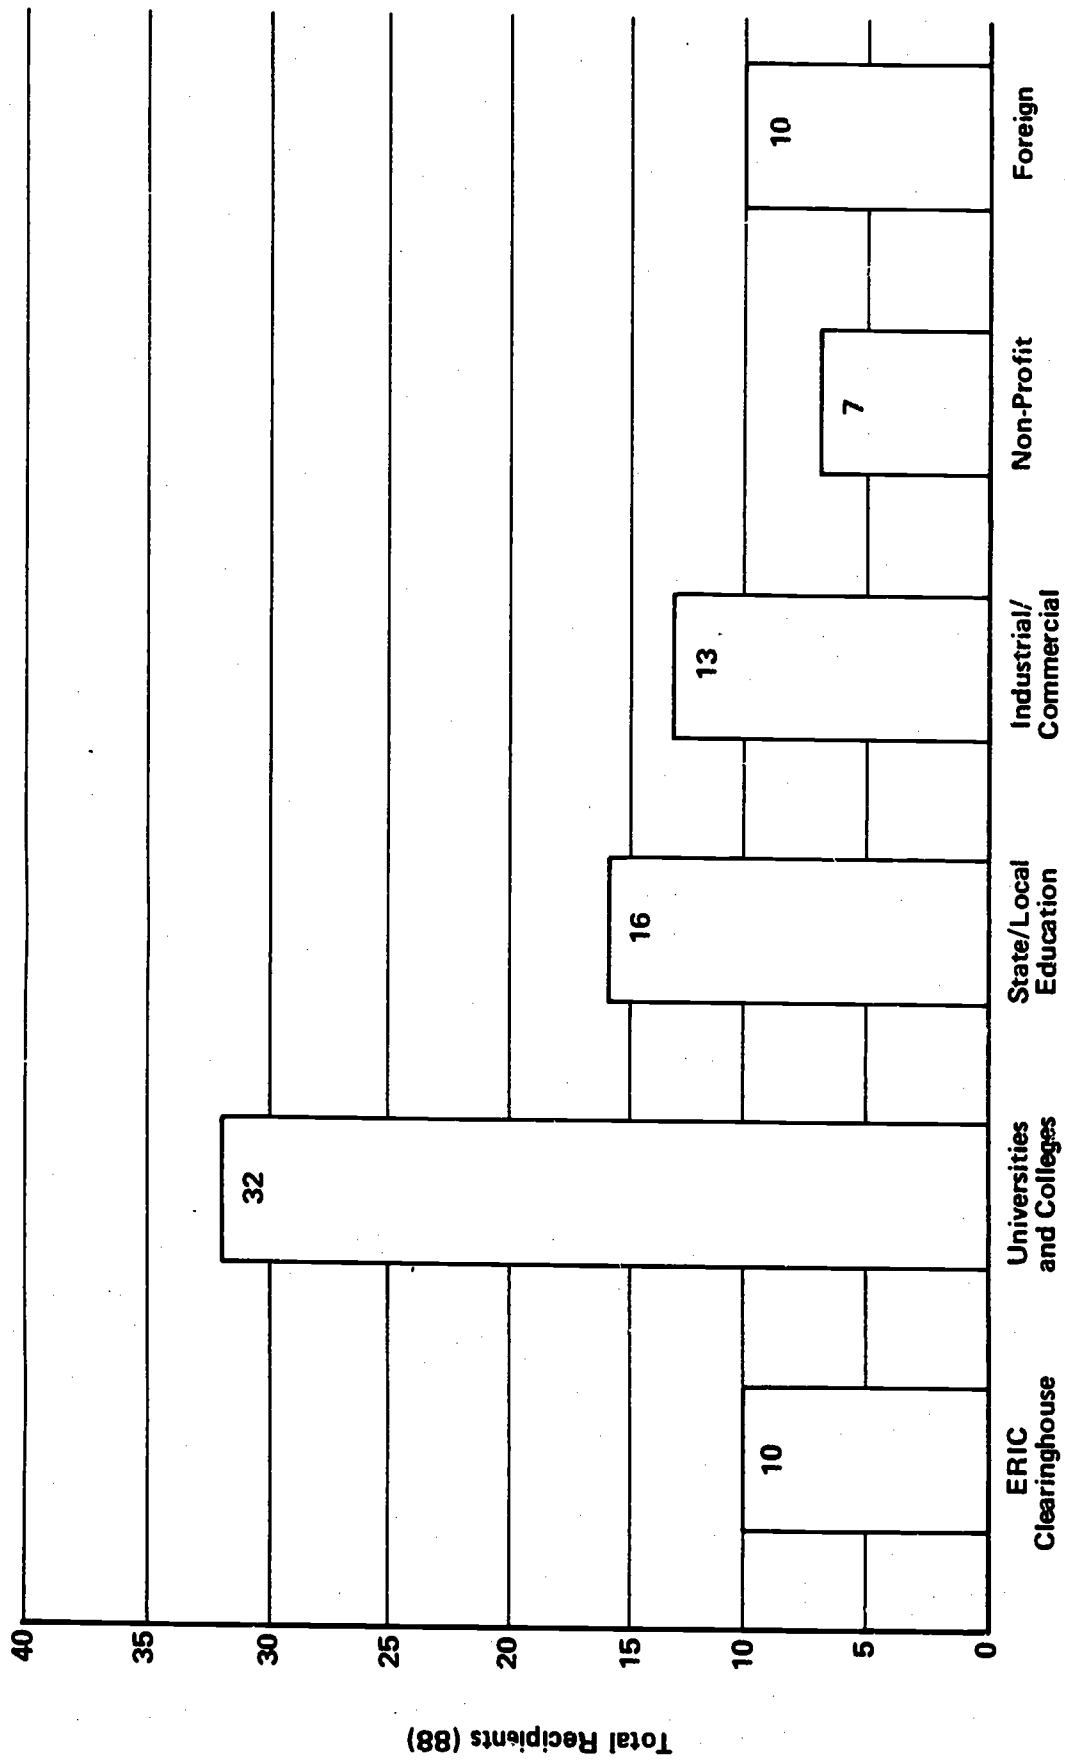 Total Recipients (88)
40
35
30
25
20
15
10
5
0
10
32
16
13
7
10
ERIC
Clearinghouse
Universities
and Colleges
State/Local
Education
Industrial/
Commercial
Non-Profit
Foreign